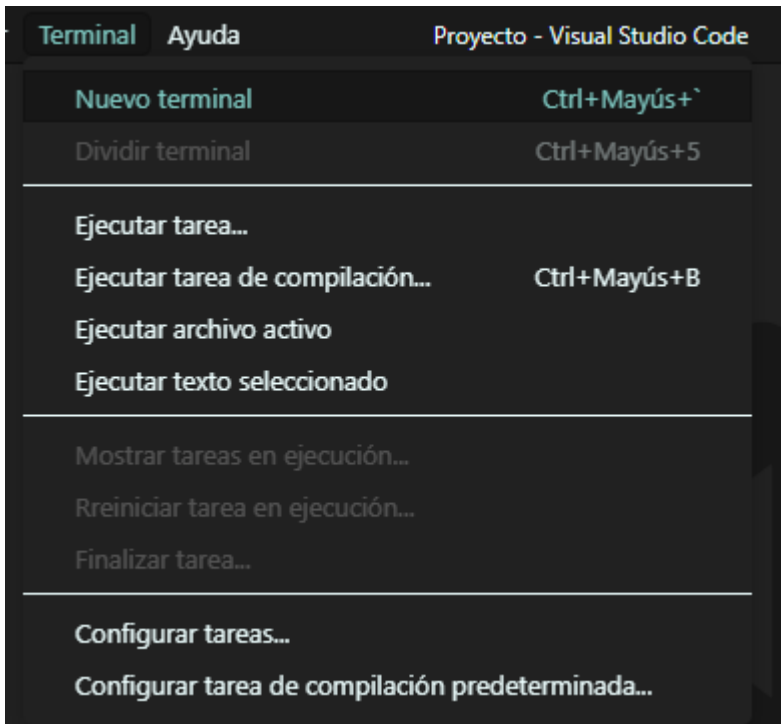 Terminal Ayuda Proyecto - Visual Studio Code
Nuevo terminal Ctrl+Mayús+`
Dividir terminal Ctrl+Mayús+5
Ejecutar tarea...
Ejecutar tarea de compilación... Ctrl+Mayús+B
Ejecutar archivo activo
Ejecutar texto seleccionado
Mostrar tareas en ejecución...
Rreiniciar tarea en ejecución...
Finalizar tarea...
Configurar tareas...
Configurar tarea de compilación predeterminada...